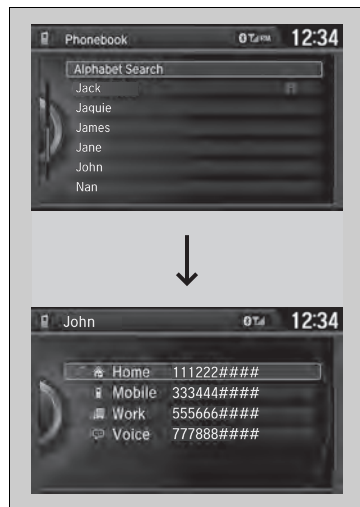 Phonebook 12:34
Alphabet Search
Jack
Jaquie
James
Jane
John
Nan
John 12:34
Home 111222####
Mobile 333444####
Work 555666####
Voice 777888####